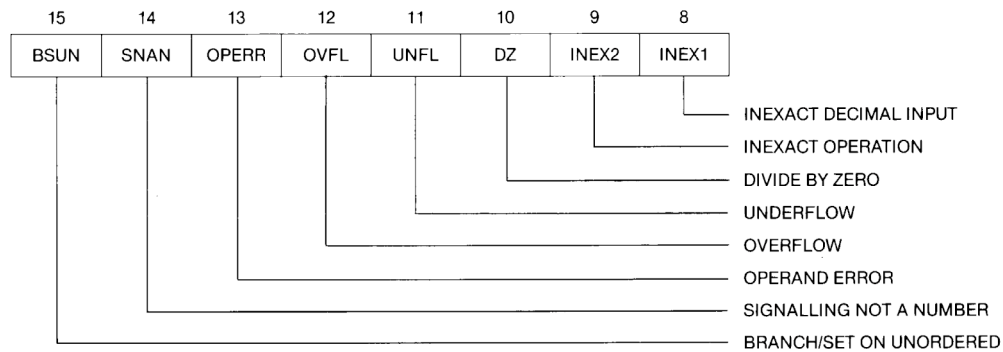 15 14 13 12 11 10 9 8
BSUN SNAN OPERR OVFL UNFL DZ INEX2 INEX1
INEXACT DECIMAL INPUT
INEXACT OPERATION
DIVIDE BY ZERO
UNDERFLOW
OVERFLOW
OPERAND ERROR
SIGNALLING NOT A NUMBER
BRANCH/SET ON UNORDERED